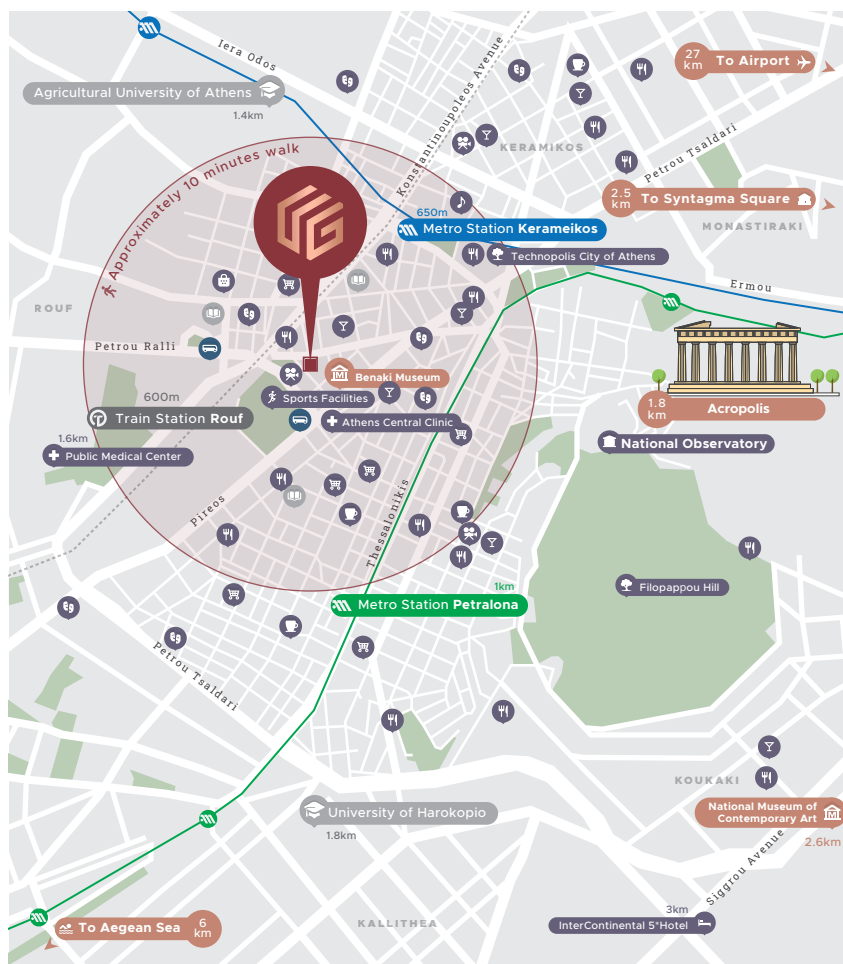 Iera Odos
Agricultural University of Athens
1.4km
Konstantinoupoleos Avenue
27
km
To Airport
KERAMIKOS
Petrou Tsaldari
Approximately 10 minutes walk
UG
2.5
km
To Syntagma Square
MONASTIRAKI
650m
Metro Station Kerameikos
Technopolis City of Athens
Ermou
ROUF
Petrou Ralli
Benaki Museum
Sports Facilities
600m
Train Station Rouf
Athens Central Clinic
1.8
km
Acropolis
1.6km
Public Medical Center
National Observatory
Pireos
Thessalonikis
1km
Metro Station Petralona
Filopappou Hill
Petrou Tsaldari
KOUKAKI
University of Harokopio
1.8km
National Museum of
Contemporary Art
2.6km
Siggrou Avenue
To Aegean Sea
6
km
KALLITHEA
3km
InterContinental 5*Hotel